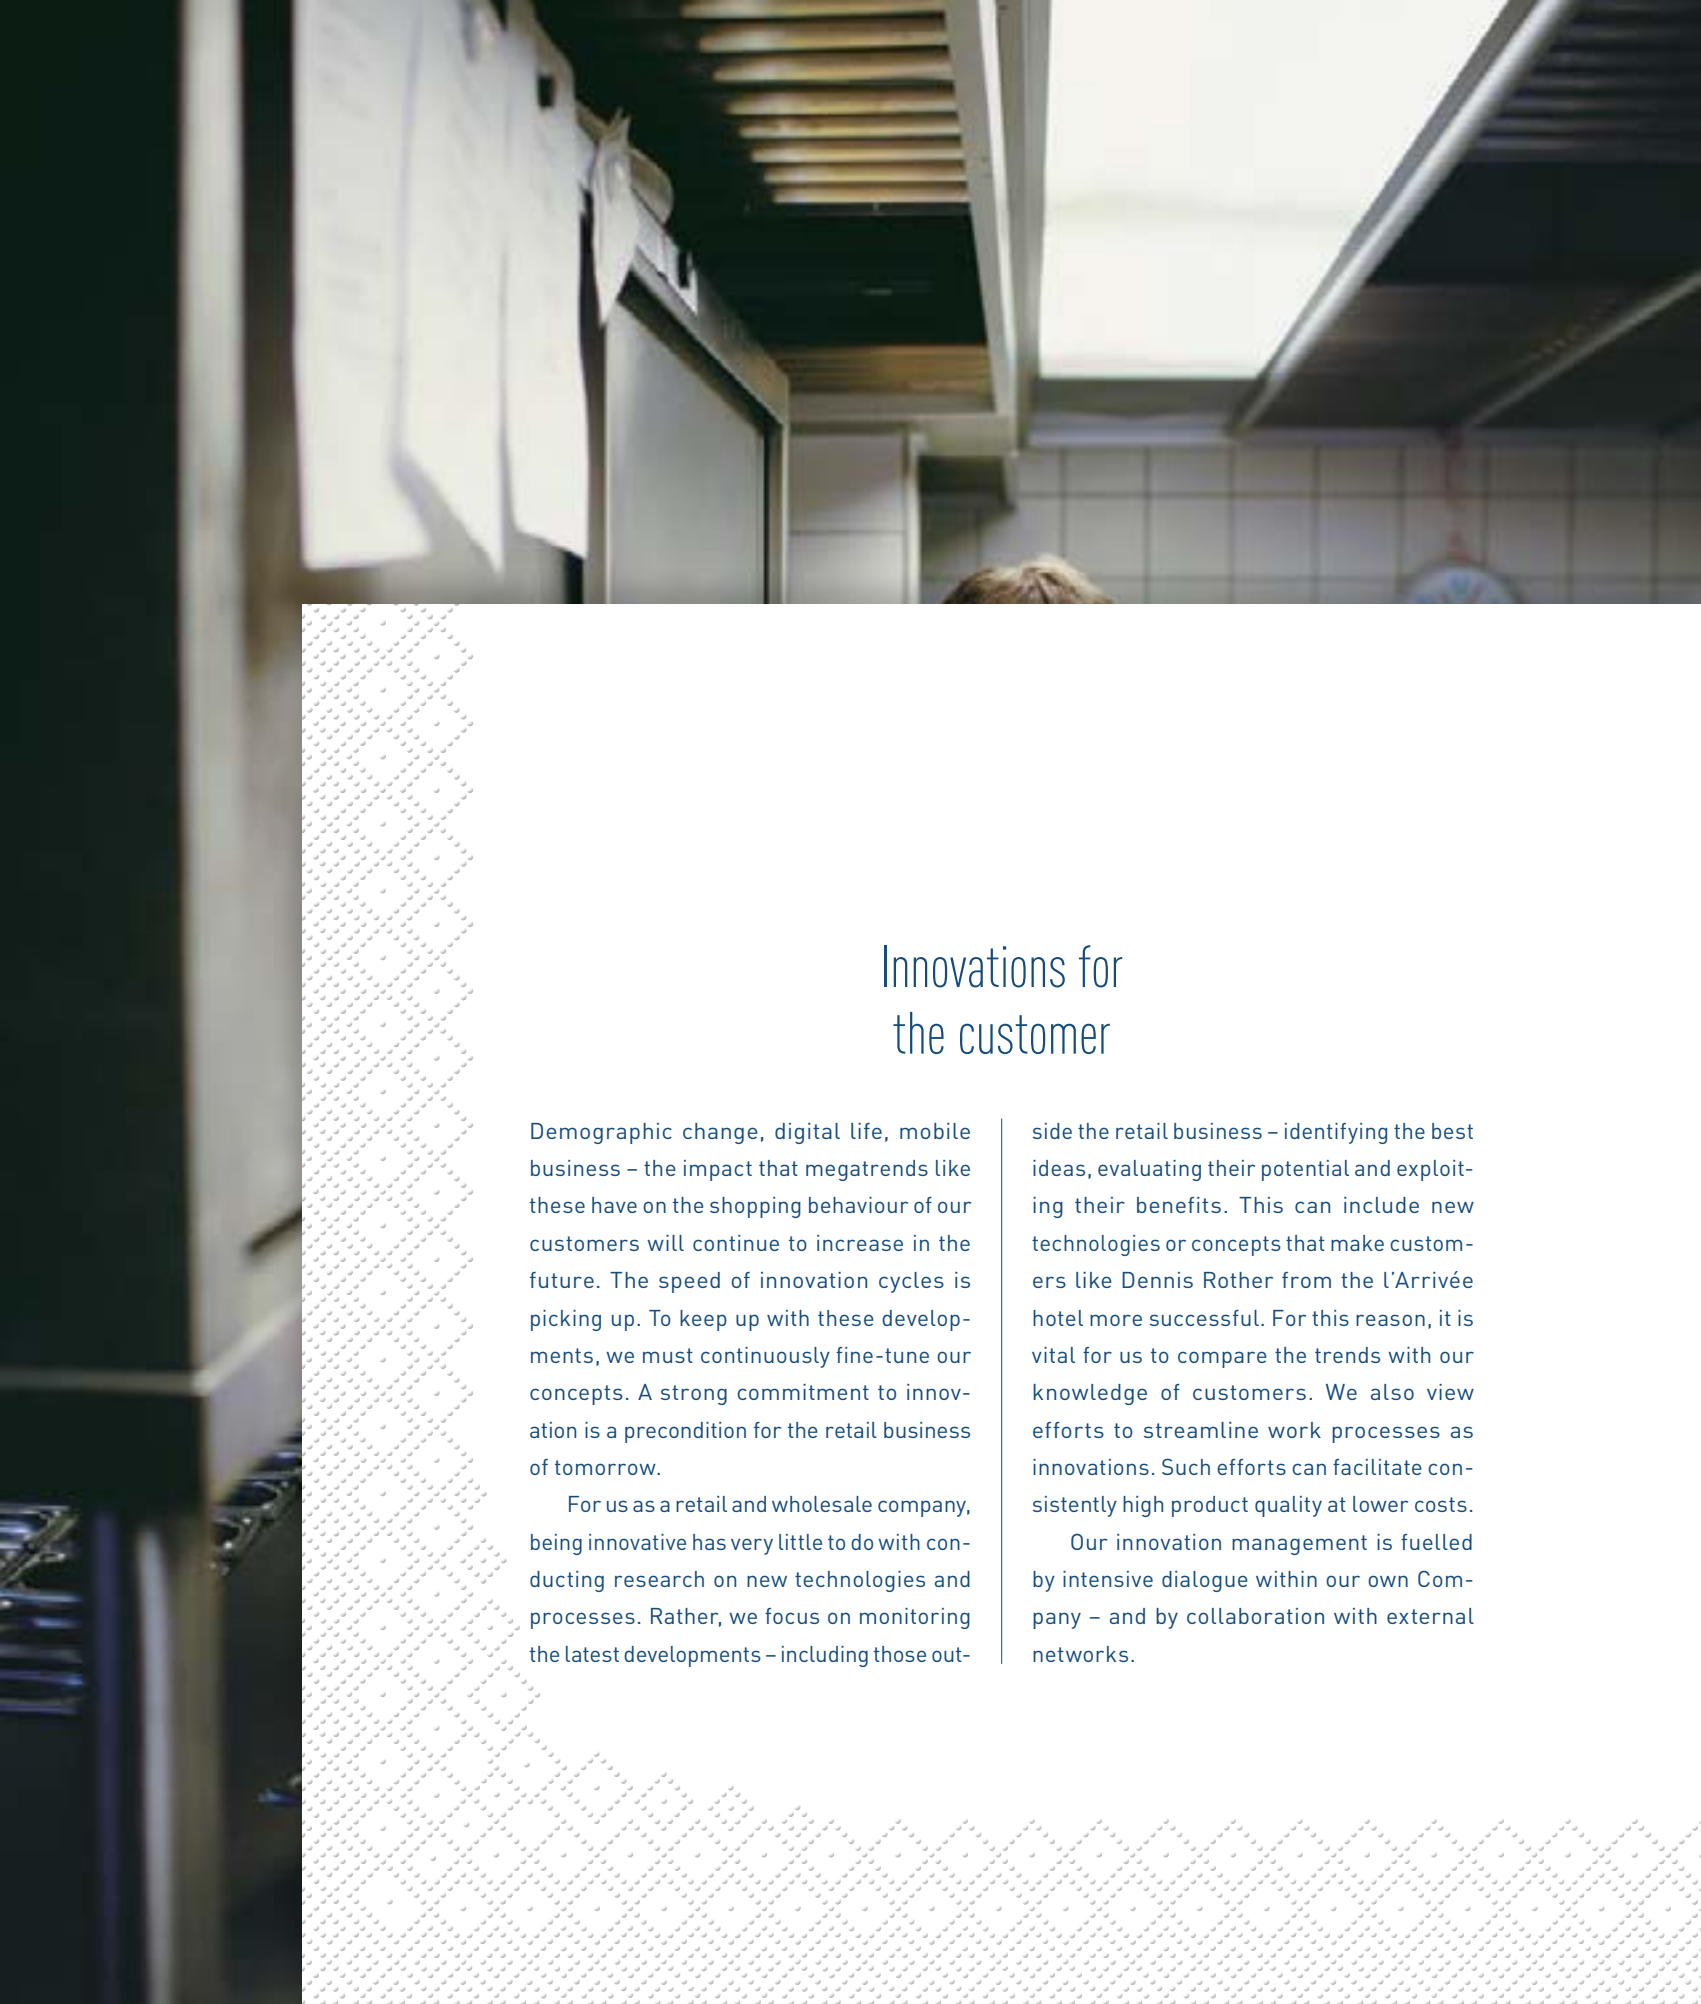 Innovations for
the customer
Demographic change, digital life, mobile
business – the impact that megatrends like
these have on the shopping behaviour of our
customers will continue to increase in the
future. The speed of innovation cycles is
picking up. To keep up with these develop-
ments, we must continuously fine-tune our
concepts. A strong commitment to innov-
ation is a precondition for the retail business
of tomorrow.
For us as a retail and wholesale company,
being innovative has very little to do with con-
ducting research on new technologies and
processes. Rather, we focus on monitoring
the latest developments – including those out-
side the retail business – identifying the best
ideas, evaluating their potential and exploit-
ing their benefits. This can include new
technologies or concepts that make custom-
ers like Dennis Rother from the l’Arrivée
hotel more successful. For this reason, it is
vital for us to compare the trends with our
knowledge of customers. We also view
efforts to streamline work processes as
innovations. Such efforts can facilitate con-
sistently high product quality at lower costs.
Our innovation management is fuelled
by intensive dialogue within our own Com-
pany – and by collaboration with external
networks.